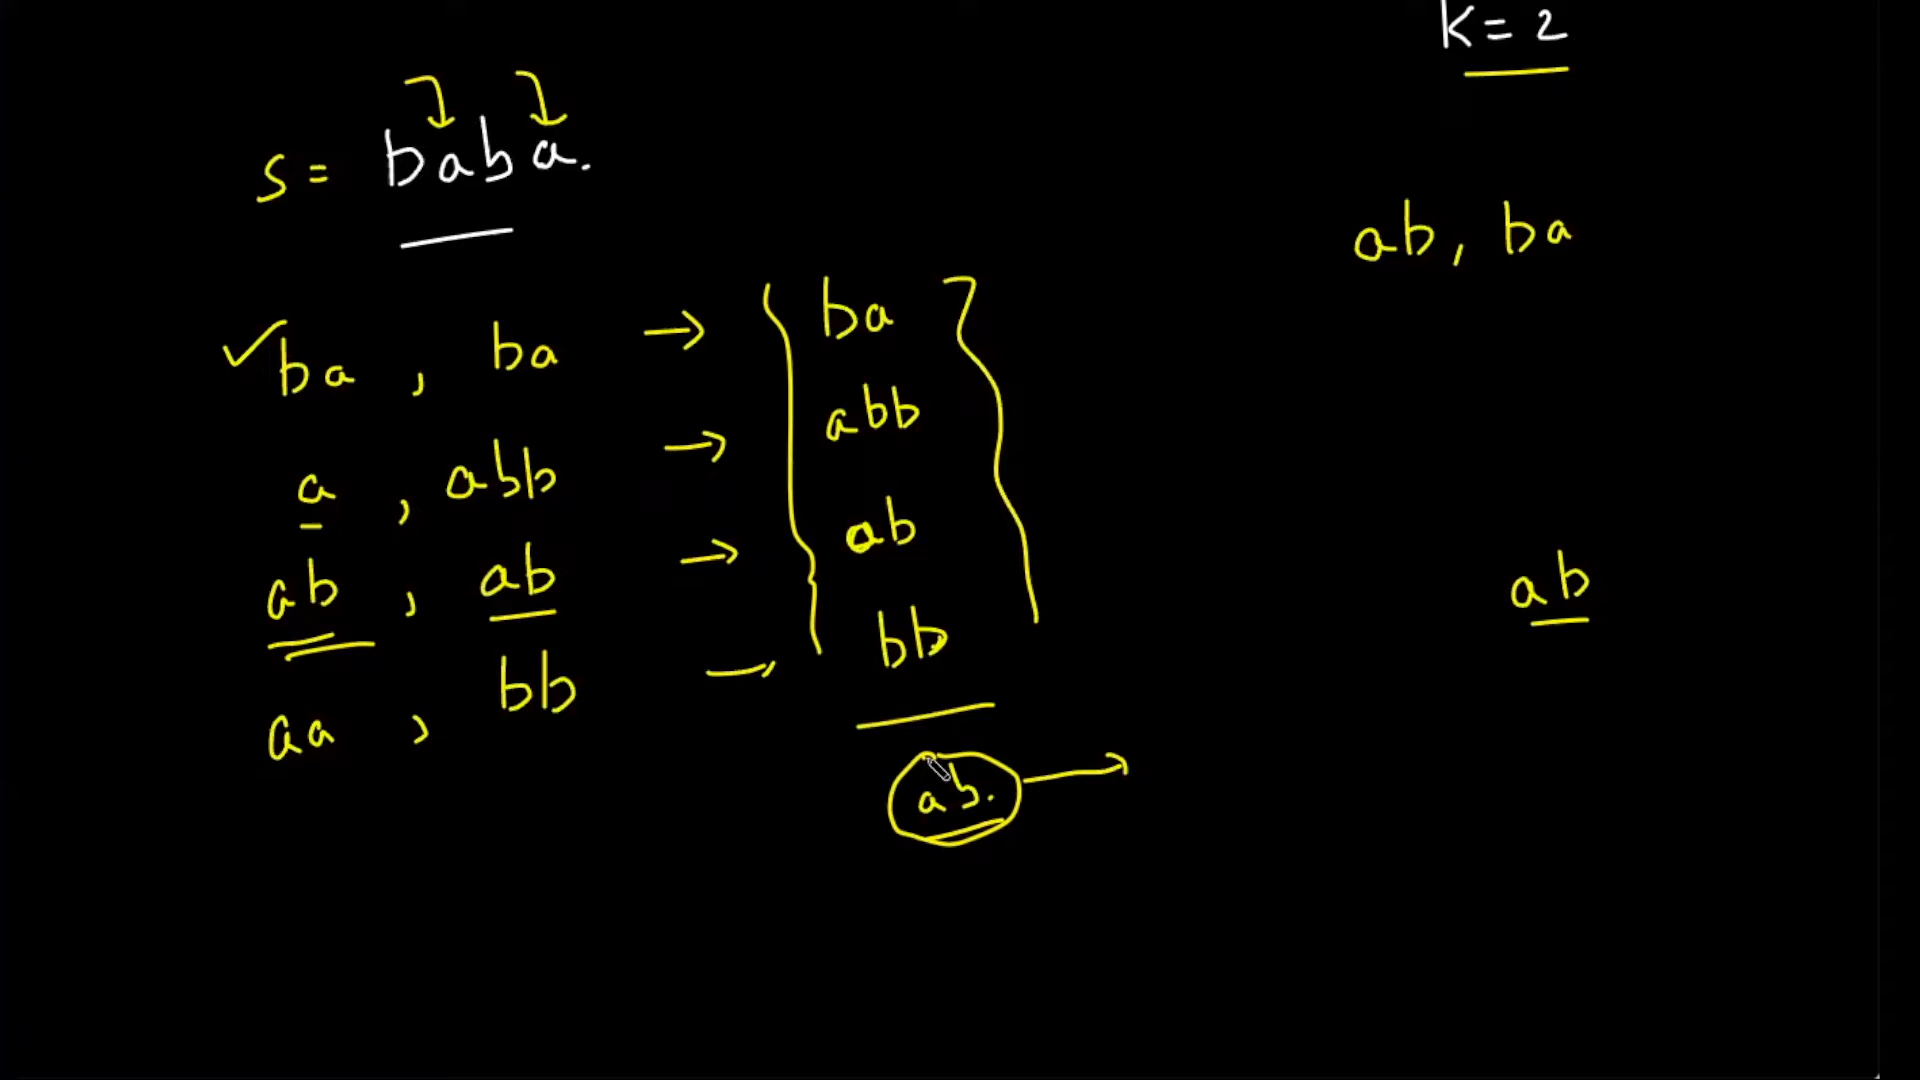 K = 2
s = baba.
ab, ba
ba, ba → ba
a, abb → abb
ab, ab → ab
ab
aa, bb → bb
ab. →